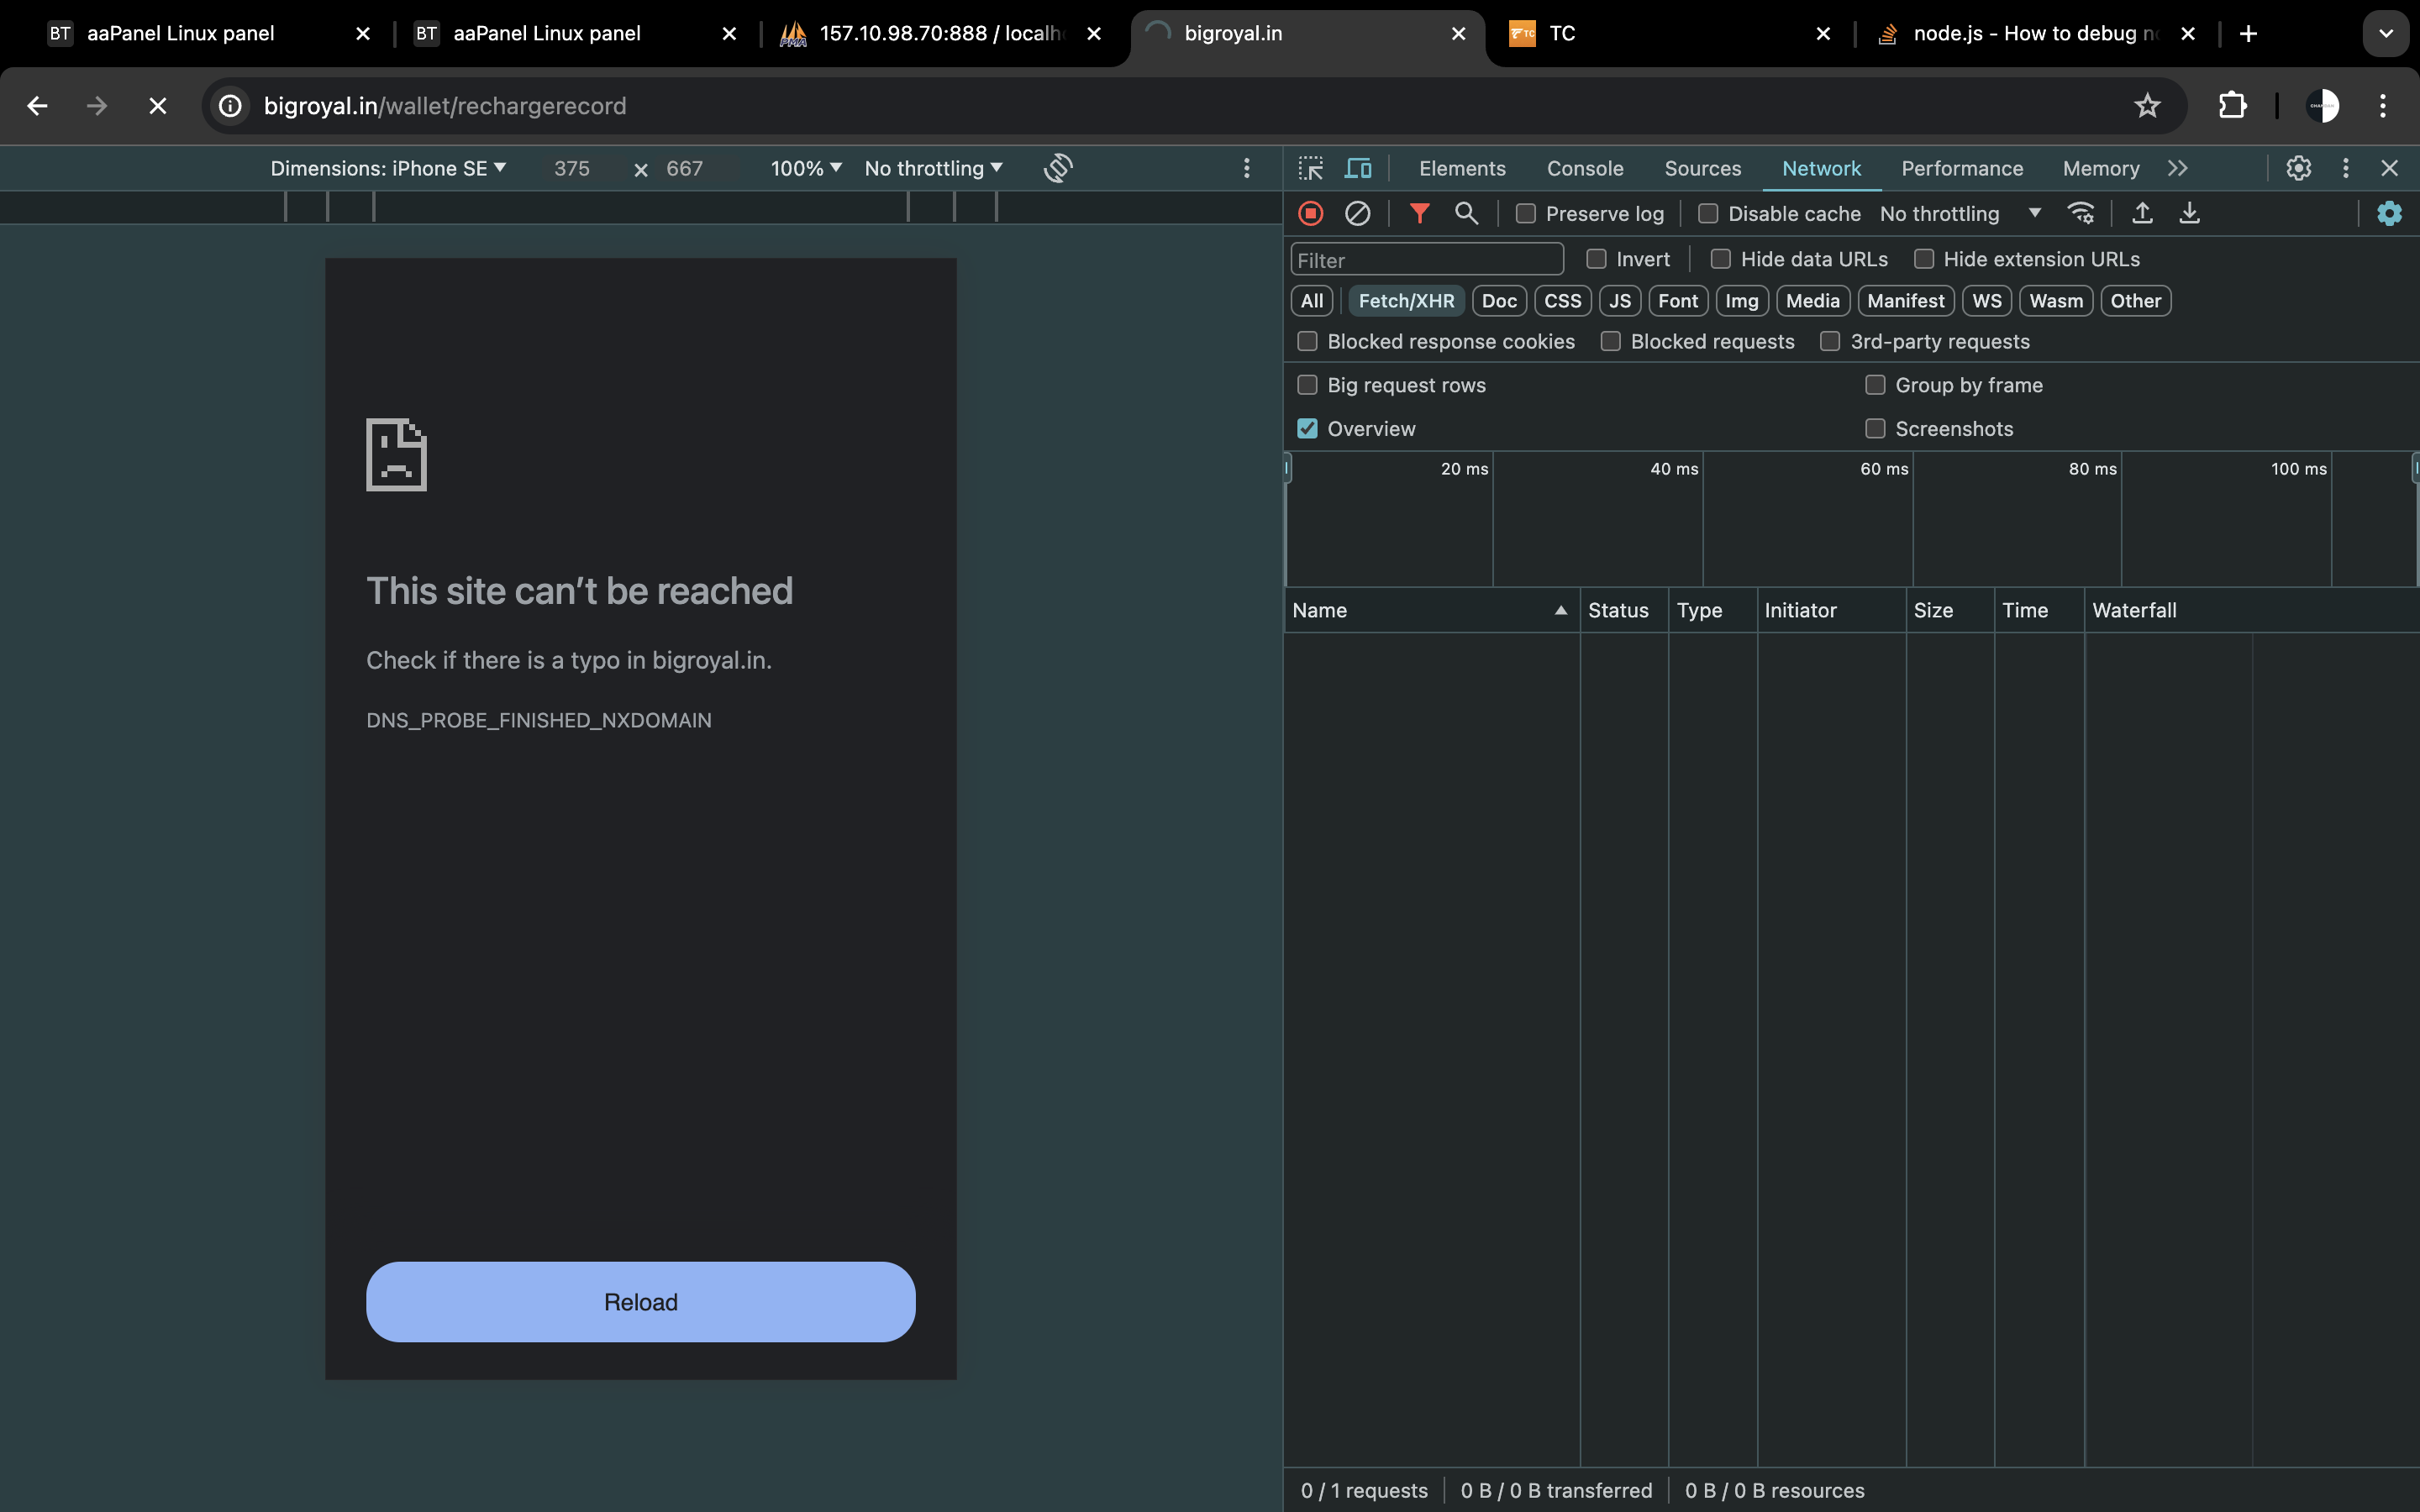 BT aaPanel Linux panel
BT aaPanel Linux panel
PMA 157.10.98.70:888 / localh
bigroyal.in
TC TC
node.js - How to debug no
bigroyal.in/wallet/rechargerecord
Dimensions: iPhone SE 375 x 667 100% No throttling
Elements Console Sources Network Performance Memory
Preserve log Disable cache No throttling
Filter Invert Hide data URLs Hide extension URLs
All Fetch/XHR Doc CSS JS Font Img Media Manifest WS Wasm Other
Blocked response cookies Blocked requests 3rd-party requests
Big request rows Group by frame
Overview Screenshots
20 ms 40 ms 60 ms 80 ms 100 ms
Name Status Type Initiator Size Time Waterfall
This site can’t be reached
Check if there is a typo in bigroyal.in.
DNS_PROBE_FINISHED_NXDOMAIN
Reload
0 / 1 requests 0 B / 0 B transferred 0 B / 0 B resources